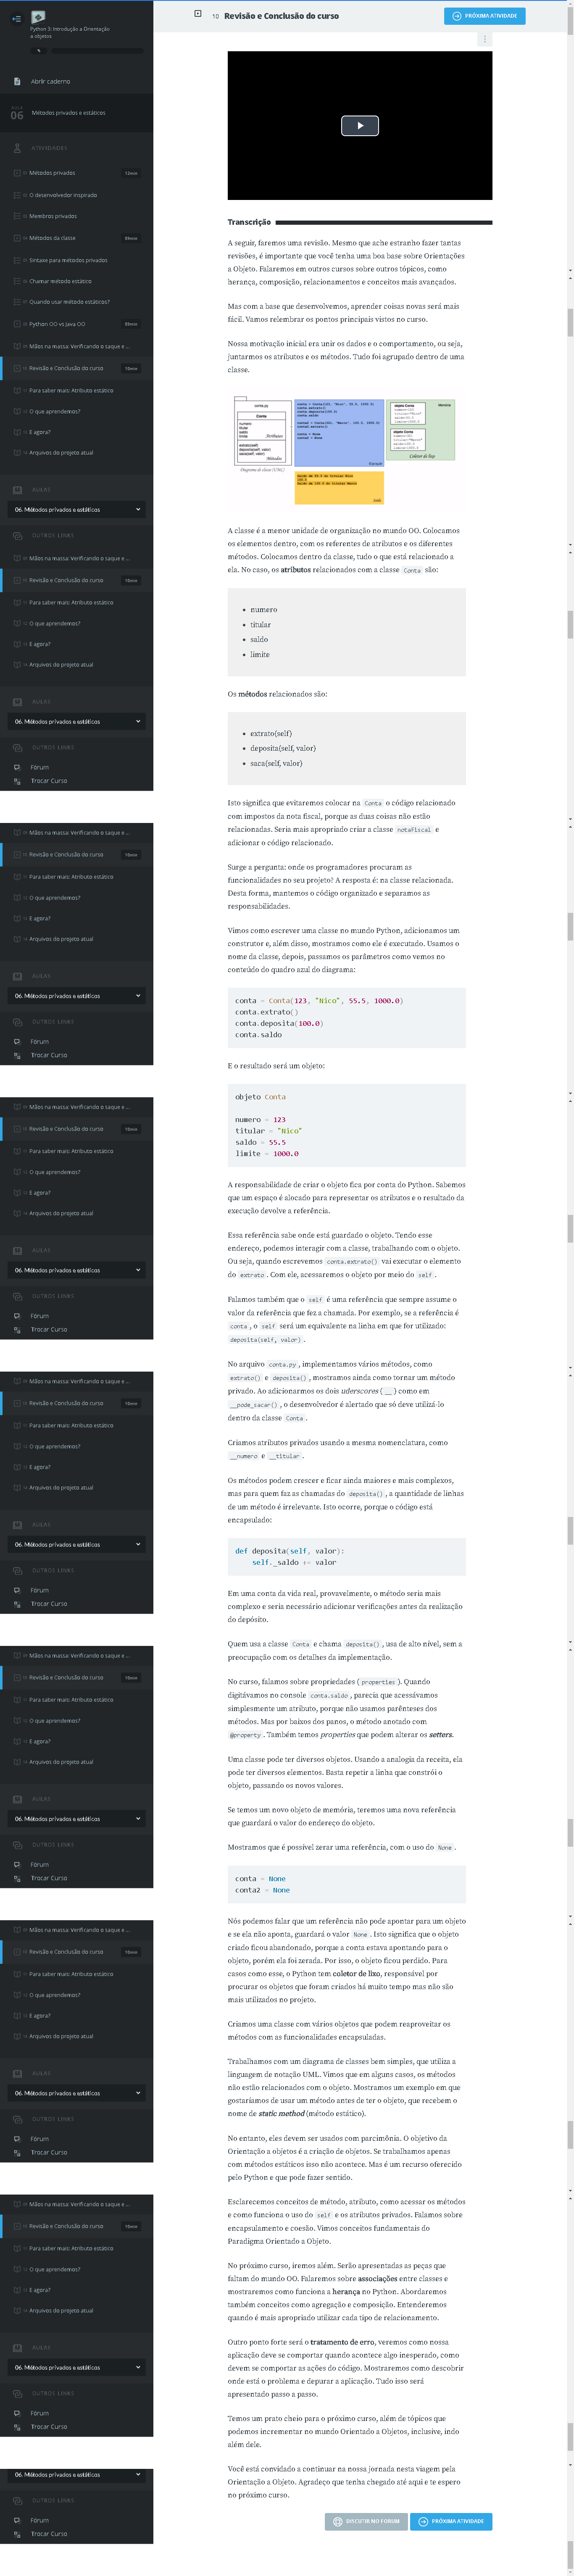 Python 3: Introdução a Orientação
a objetos
Abrir caderno
AULA
06
Métodos privados e estáticos
ATIVIDADES
01 Métodos privados 12min
02 O desenvolvedor inspirado
03 Membros privados
04 Métodos da classe 09min
05 Sintaxe para métodos privados
06 Chamar método estático
07 Quando usar método estáticos?
08 Python OO vs Java OO
09 Mãos na massa: Verificando o saque e ...
10 Revisão e Conclusão do curso 10min
11 Para saber mais: Atributo estático
12 O que aprendemos?
13 E agora?
14 Arquivos do projeto atual
AULAS
06. Métodos privados e estáticos
OUTROS LINKS
Fórum
Trocar Curso
10 Revisão e Conclusão do curso
PRÓXIMA ATIVIDADE
Transcrição
A seguir, faremos uma revisão. Mesmo que ache estranho fazer tantas
revisões, é importante que você tenha uma boa base sobre Orientações
a Objeto. Falaremos em outros cursos sobre outros tópicos, como
herança, composição, relacionamentos e conceitos mais avançados.
Mas com a base que desenvolvemos, aprender coisas novas será mais
fácil. Vamos relembrar os pontos principais vistos no curso.
Nossa motivação inicial era unir os dados e o comportamento, ou seja,
juntarmos os atributos e os métodos. Tudo foi agrupado dentro de uma
classe.
conta.py
Conta
Atributos
Métodos
Diagrama de classe (UML)
objeto Conta
Memória
Coletor de lixo
A classe é a menor unidade de organização no mundo OO. Colocamos
os elementos dentro, com os referentes de atributos e os diferentes
métodos. Colocamos dentro da classe, tudo o que está relacionado a
ela. No caso, os atributos relacionados com a classe Conta são:
numero
titular
saldo
limite
Os métodos relacionados são:
extrato(self)
deposita(self, valor)
saca(self, valor)
Isto significa que evitaremos colocar na Conta o código relacionado
com impostos da nota fiscal, porque as duas coisas não estão
relacionadas. Seria mais apropriado criar a classe notaFiscal e
adicionar o código relacionado.
Surge a pergunta: onde os programadores procuram as
funcionalidades no seu projeto? A resposta é: na classe relacionada.
Desta forma, mantemos o código organizado e separamos as
responsabilidades.
Vimos como escrever uma classe no mundo Python, adicionamos um
construtor e, além disso, mostramos como ele é executado. Usamos o
nome da classe, depois, passamos os parâmetros como vemos no
conteúdo do quadro azul do diagrama:
conta = Conta(123, "Nico", 55.5, 1000.0)
conta.extrato()
conta.deposita(100.0)
conta.saldo
E o resultado será um objeto:
objeto Conta
numero = 123
titular = "Nico"
saldo = 55.5
limite = 1000.0
A responsabilidade de criar o objeto fica por conta do Python. Sabemos
que um espaço é alocado para representar os atributos e o resultado da
execução devolve a referência.
Essa referência sabe onde está guardado o objeto. Tendo esse
endereço, podemos interagir com a classe, trabalhando com o objeto.
Ou seja, quando escrevemos conta.extrato() vai executar o elemento
do extrato . Com ele, acessaremos o objeto por meio do self .
Falamos também que o self é uma referência que sempre assume o
valor da referência que fez a chamada. Por exemplo, se a referência é
conta , o self será um equivalente na linha em que for utilizado:
deposita(self, valor) .
No arquivo conta.py , implementamos vários métodos, como
extrato() e deposita() , mostramos ainda como tornar um método
privado. Ao adicionarmos os dois uderscores ( __ ) como em
__pode_sacar() , o desenvolvedor é alertado que só deve utilizá-lo
dentro da classe Conta .
Criamos atributos privados usando a mesma nomenclatura, como
__numero e __titular .
Os métodos podem crescer e ficar ainda maiores e mais complexos,
mas para quem faz as chamadas do deposita() , a quantidade de linhas
de um método é irrelevante. Isto ocorre, porque o código está
encapsulado:
def deposita(self, valor):
self._saldo += valor
Em uma conta da vida real, provavelmente, o método seria mais
complexo e seria necessário adicionar verificações antes da realização
do depósito.
Quem usa a classe Conta e chama deposita() , usa de alto nível, sem a
preocupação com os detalhes da implementação.
No curso, falamos sobre propriedades ( properties ). Quando
digitávamos no console conta.saldo , parecia que acessávamos
simplesmente um atributo, porque não usamos parênteses dos
métodos. Mas por baixos dos panos, o método anotado com
@property . Também temos properties que podem alterar os setters.
Uma classe pode ter diversos objetos. Usando a analogia da receita, ela
pode ter diversos elementos. Basta repetir a linha que constrói o
objeto, passando os novos valores.
Se temos um novo objeto de memória, teremos uma nova referência
que guardará o valor do endereço do objeto.
Mostramos que é possível zerar uma referência, com o uso do None .
conta = None
conta2 = None
Nós podemos falar que um referência não pode apontar para um objeto
e se ela não aponta, guardará o valor None . Isto significa que o objeto
criado ficou abandonado, porque a conta estava apontando para o
objeto, porém ela foi zerada. Por isso, o objeto ficou perdido. Para
casos como esse, o Python tem coletor de lixo, responsável por
procurar os objetos que foram criados há muito tempo mas não são
mais utilizados no projeto.
Criamos uma classe com vários objetos que podem reaproveitar os
métodos com as funcionalidades encapsuladas.
Trabalhamos com um diagrama de classes bem simples, que utiliza a
linguagem de notação UML. Vimos que em alguns casos, os métodos
não estão relacionados com o objeto. Mostramos um exemplo em que
gostaríamos de usar um método antes de ter o objeto, que recebem o
nome de static method (método estático).
No entanto, eles devem ser usados com parcimônia. O objetivo da
Orientação a objetos é a criação de objetos. Se trabalhamos apenas
com métodos estáticos isso não acontece. Mas é um recurso oferecido
pelo Python e que pode fazer sentido.
Esclarecemos conceitos de método, atributo, como acessar os métodos
e como funciona o uso do self e os atributos privados. Falamos sobre
encapsulamento e coesão. Vimos conceitos fundamentais do
Paradigma Orientado a Objeto.
No próximo curso, iremos além. Serão apresentadas as peças que
faltam do mundo OO. Falaremos sobre associações entre classes e
mostraremos como funciona a herança no Python. Abordaremos
também conceitos como agregação e composição. Entenderemos
quando é mais apropriado utilizar cada tipo de relacionamento.
Outro ponto forte será o tratamento de erro, veremos como nossa
aplicação deve se comportar quando acontece algo inesperado, como
devem se comportar as ações do código. Mostraremos como descobrir
onde está o problema e depurar a aplicação. Tudo isso será
apresentado passo a passo.
Temos um prato cheio para o próximo curso, além de tópicos que
podemos incrementar no mundo Orientado a Objetos, inclusive, indo
além dele.
Você está convidado a continuar na nossa jornada nesta viagem pela
Orientação a Objeto. Agradeço que tenha chegado até aqui e te espero
no próximo curso.
DISCUTIR NO FORUM
PRÓXIMA ATIVIDADE